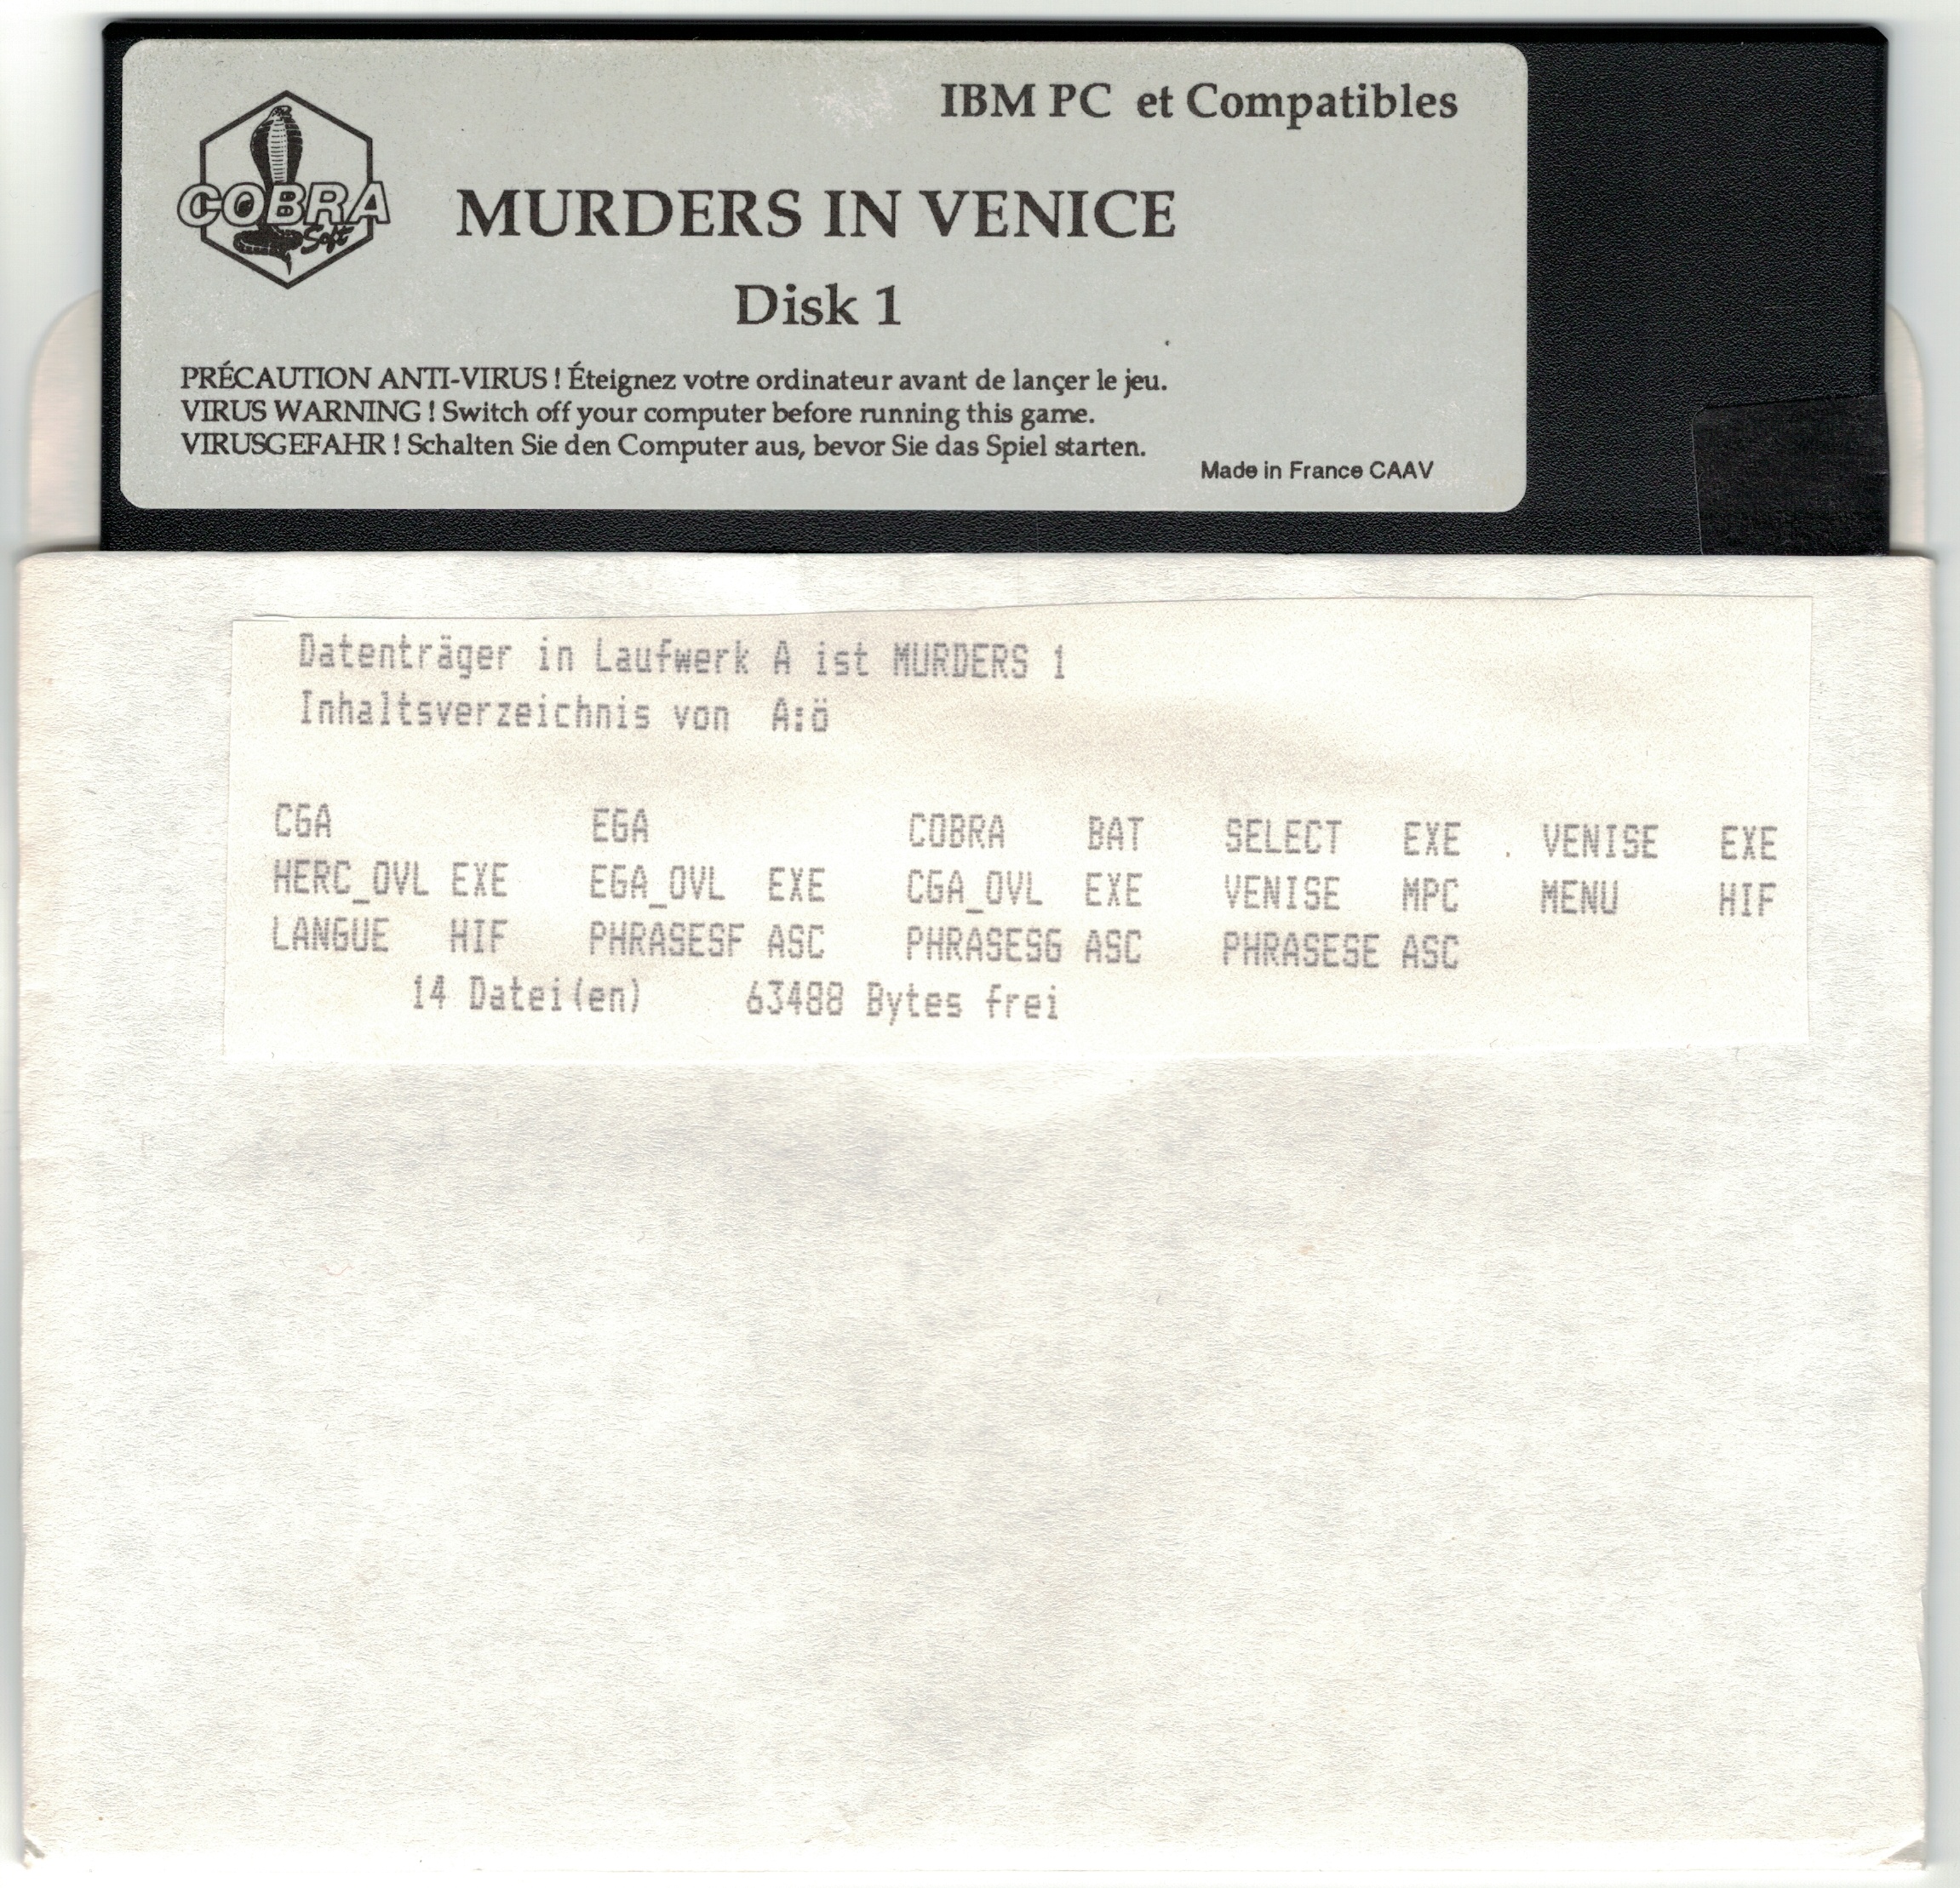 IBM PC et Compatibles
COBRA
Soft
MURDERS IN VENICE
Disk 1
PRÉCAUTION ANTI-VIRUS ! Éteignez votre ordinateur avant de lançer le jeu.
VIRUS WARNING ! Switch off your computer before running this game.
VIRUSGEFAHR ! Schalten Sie den Computer aus, bevor Sie das Spiel starten.
Made in France CAAV
Datenträger in Laufwerk A ist MURDERS 1
Inhaltsverzeichnis von A:ö
CGA EGA COBRA BAT SELECT EXE VENISE EXE
HERC_OVL EXE EGA_OVL EXE CGA_OVL EXE VENISE MPC MENU HIF
LANGUE HIF PHRASESF ASC PHRASESG ASC PHRASESE ASC
14 Datei(en) 63488 Bytes frei